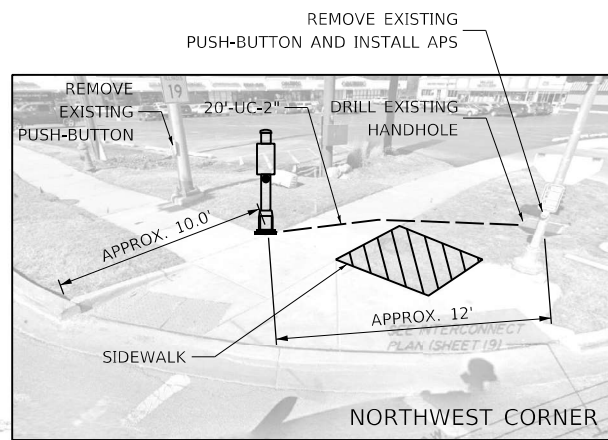 REMOVE EXISTING
PUSH-BUTTON AND INSTALL APS
REMOVE
EXISTING
PUSH-BUTTON
19
20'-UC-2"
DRILL EXISTING
HANDHOLE
APPROX. 10.0'
APPROX. 12'
SEE INTERCONNECT
PLAN (SHEET 19)
SIDEWALK
NORTHWEST CORNER